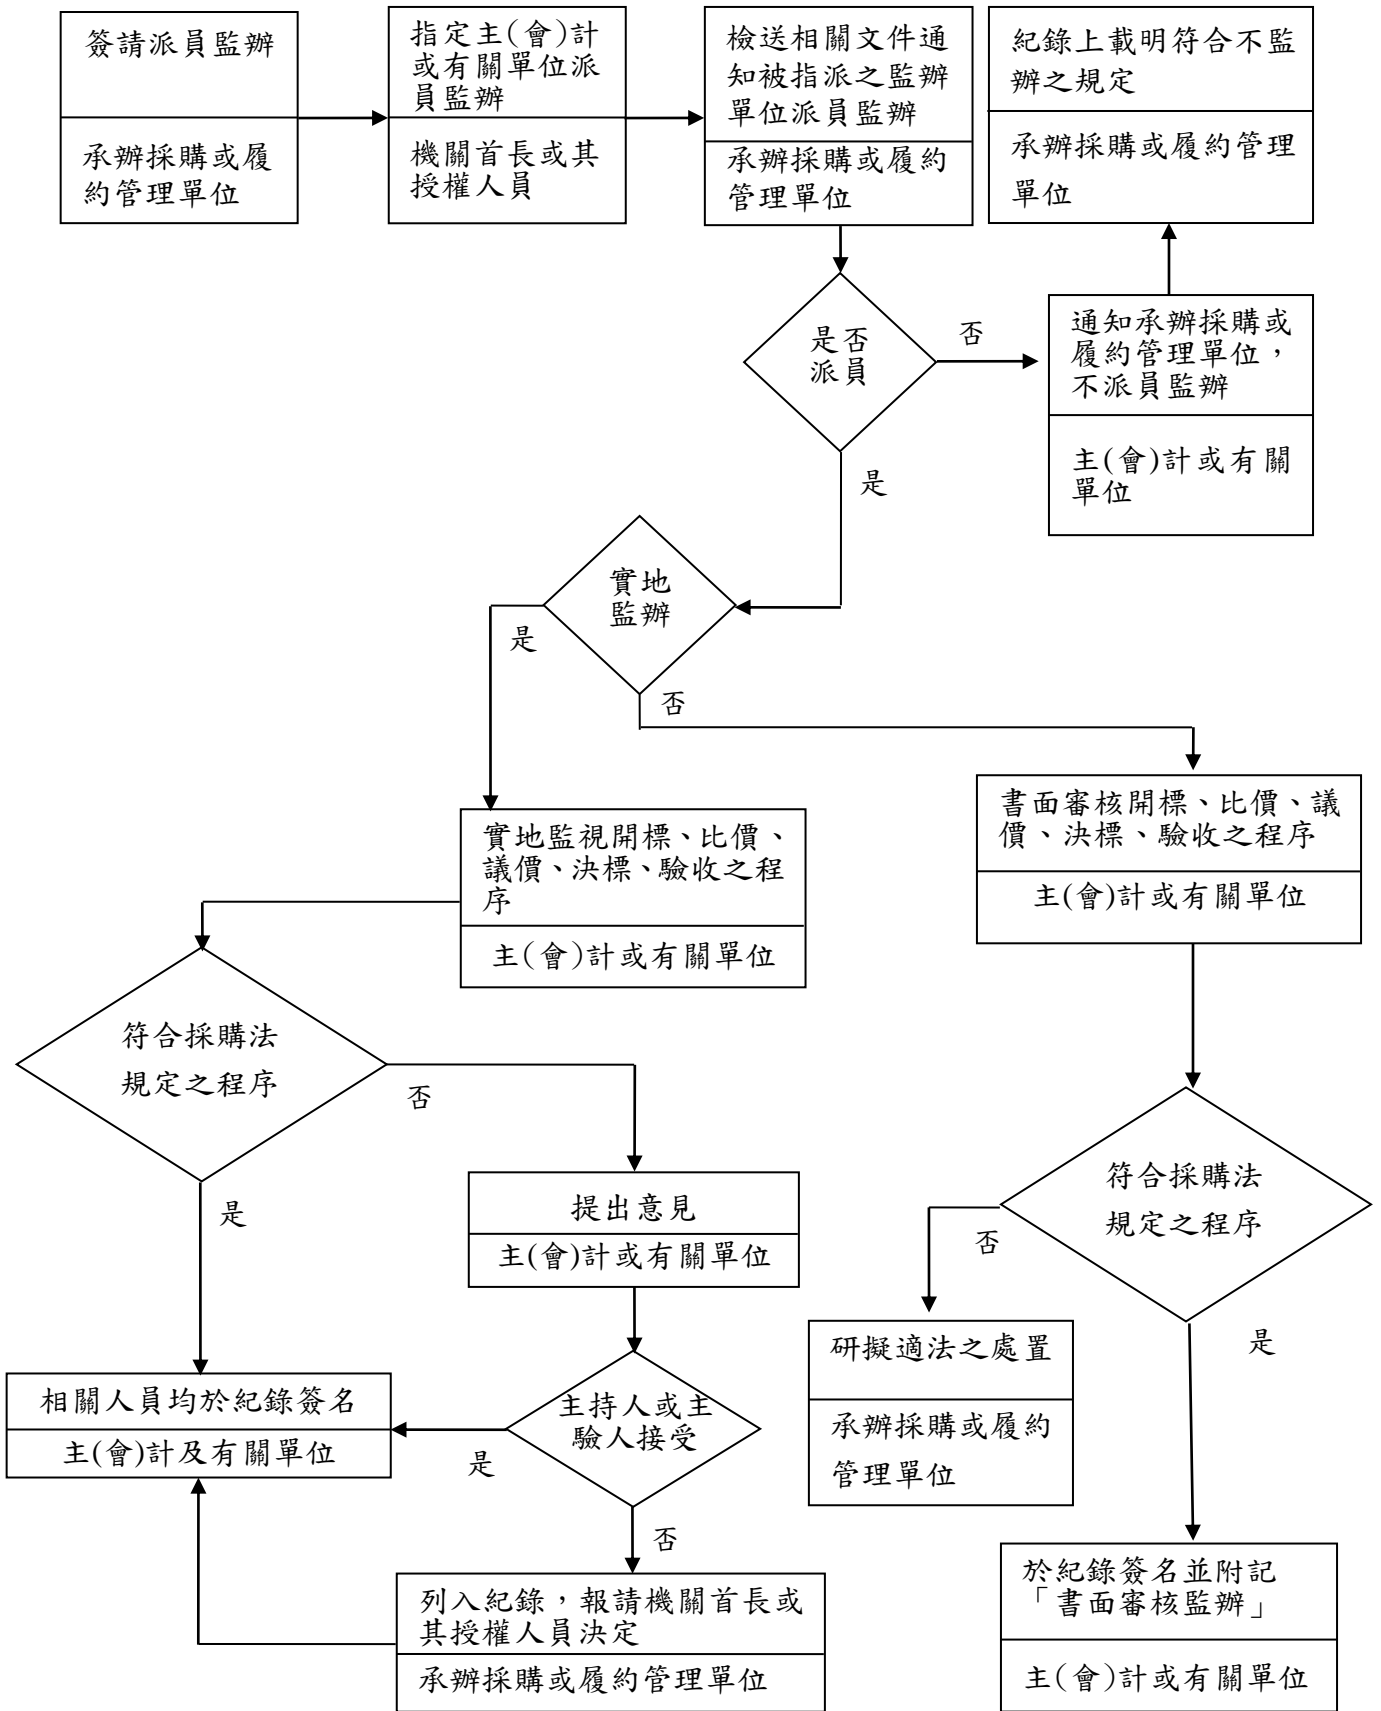 簽請派員監辦
承辦採購或履
約管理單位
指定主(會)計
或有關單位派
員監辦
機關首長或其
授權人員
檢送相關文件通
知被指派之監辦
單位派員監辦
承辦採購或履約
管理單位
紀錄上載明符合不監
辦之規定
承辦採購或履約管理
單位
是否
派員
否
通知承辦採購或
履約管理單位，
不派員監辦
主(會)計或有關
單位
是
實地
監辦
是
否
實地監視開標、比價、
議價、決標、驗收之程
序
主(會)計或有關單位
書面審核開標、比價、議
價、決標、驗收之程序
主(會)計或有關單位
符合採購法
規定之程序
否
是
提出意見
主(會)計或有關單位
符合採購法
規定之程序
否
是
研擬適法之處置
承辦採購或履約
管理單位
相關人員均於紀錄簽名
主(會)計及有關單位
主持人或主
驗人接受
是
否
列入紀錄，報請機關首長或
其授權人員決定
承辦採購或履約管理單位
於紀錄簽名並附記
「書面審核監辦」
主(會)計或有關單位